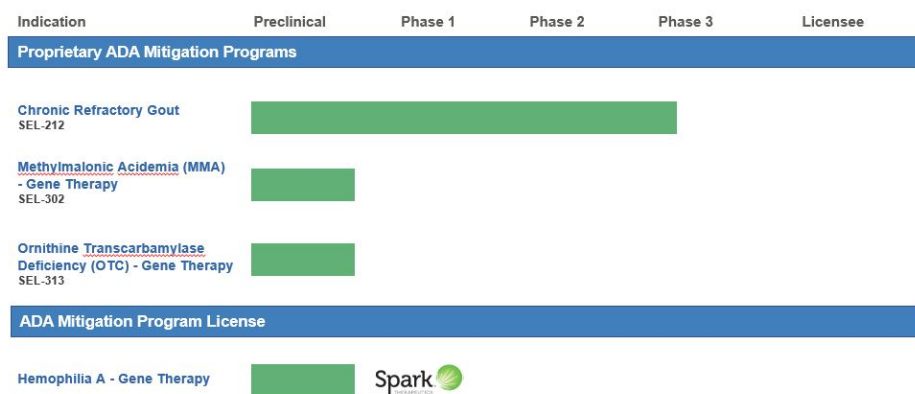 Indication Preclinical Phase 1 Phase 2 Phase 3 Licensee
Proprietary ADA Mitigation Programs
Chronic Refractory Gout
SEL-212
Methylmalonic Acidemia (MMA)
- Gene Therapy
SEL-302
Ornithine Transcarbamylase
Deficiency (OTC) - Gene Therapy
SEL-313
ADA Mitigation Program License
Hemophilia A - Gene Therapy
Spark
THERAPEUTICS